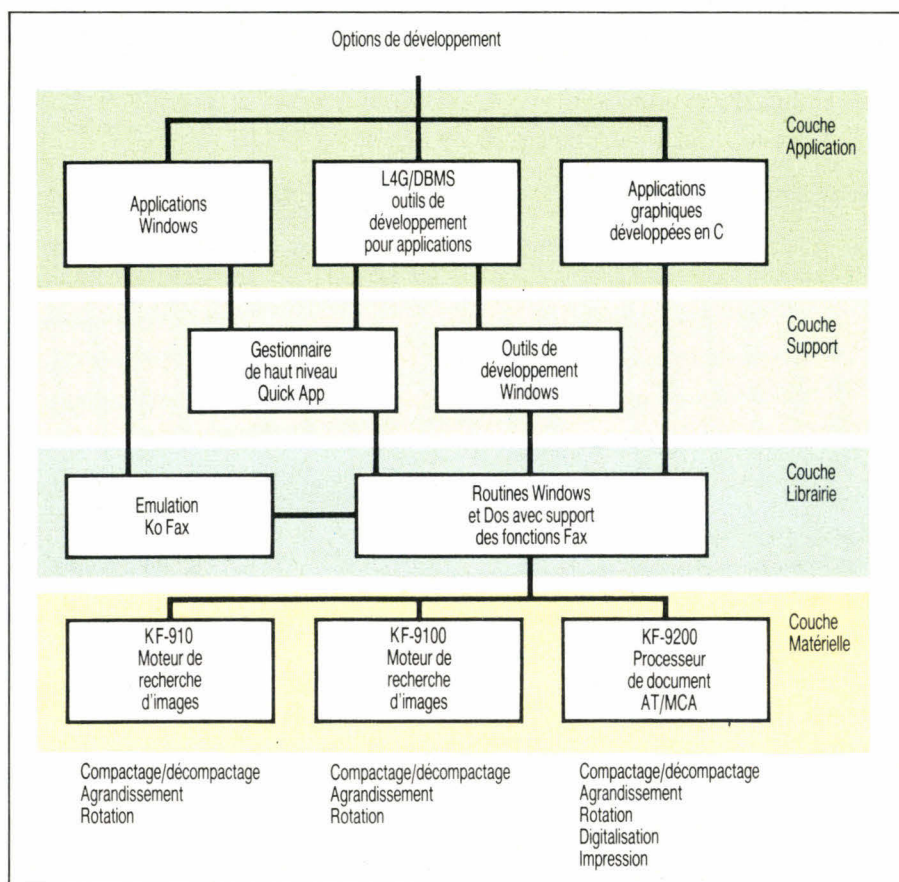 Options de développement
Couche
Application
Applications
Windows
L4G/DBMS
outils de
développement
pour applications
Applications
graphiques
développées en C
Couche
Support
Gestionnaire
de haut niveau
Quick App
Outils de
développement
Windows
Couche
Librairie
Emulation
Ko Fax
Routines Windows
et Dos avec support
des fonctions Fax
Couche
Matérielle
KF-910
Moteur de
recherche
d'images
KF-9100
Moteur de
recherche
d'images
KF-9200
Processeur
de document
AT/MCA
Compactage/décompactage
Agrandissement
Rotation
Compactage/décompactage
Agrandissement
Rotation
Compactage/décompactage
Agrandissement
Rotation
Digitalisation
Impression